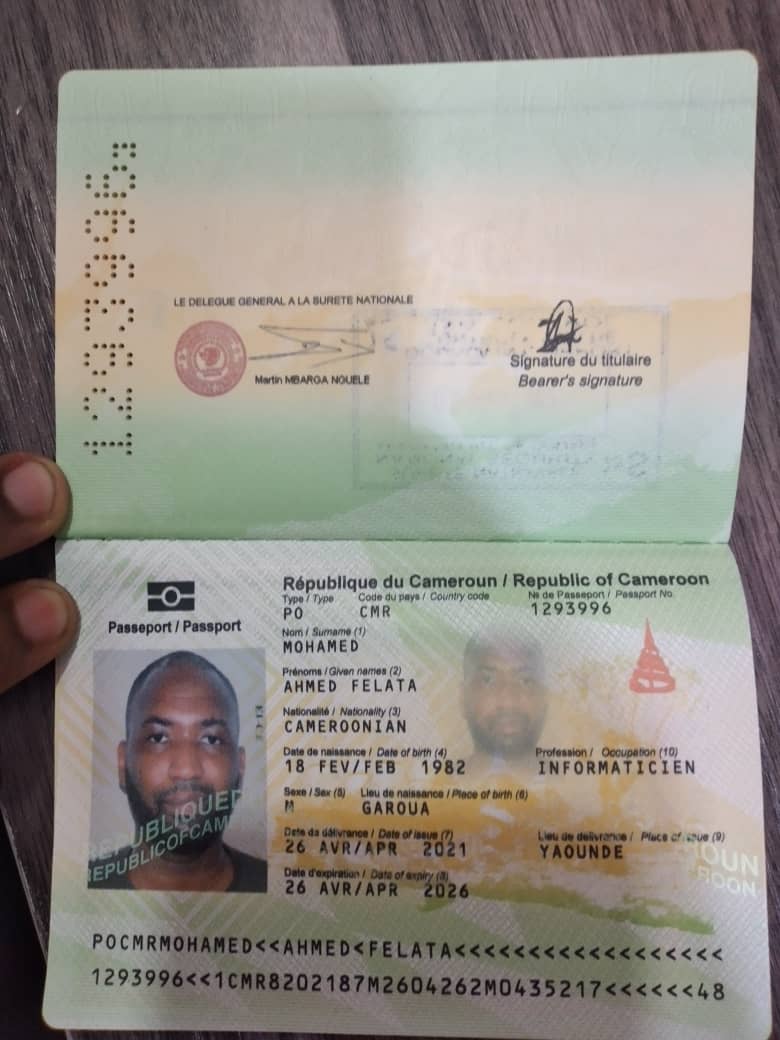 1293996
LE DELEGUE GENERAL A LA SURETE NATIONALE
Martin MBARGA NGUELE
Signature du titulaire
Bearer's signature
République du Cameroun / Republic of Cameroon
Passeport / Passport
Type / Type Code du pays / Country code № de Passeport / Passport No.
PO CMR 1293996
Nom / Surname (1)
MOHAMED
Prénoms / Given names (2)
AHMED FELATA
Nationalité / Nationality (3)
CAMEROONIAN
Date de naissance / Date of birth (4) Profession / Occupation (10)
18 FEV/FEB 1982 INFORMATICIEN
Sexe / Sex (5) Lieu de naissance / Place of birth (6)
M GAROUA
Date de délivrance / Date of issue (7) Lieu de délivrance / Place of issue (9)
26 AVR/APR 2021 YAOUNDE
Date d'expiration / Date of expiry (8)
26 AVR/APR 2026
POCMRMOHAMED<<AHMED<FELATA<<<<<<<<<<<<<<<<<<
1293996<<1CMR8202187M2604262M0435217<<<<<<48